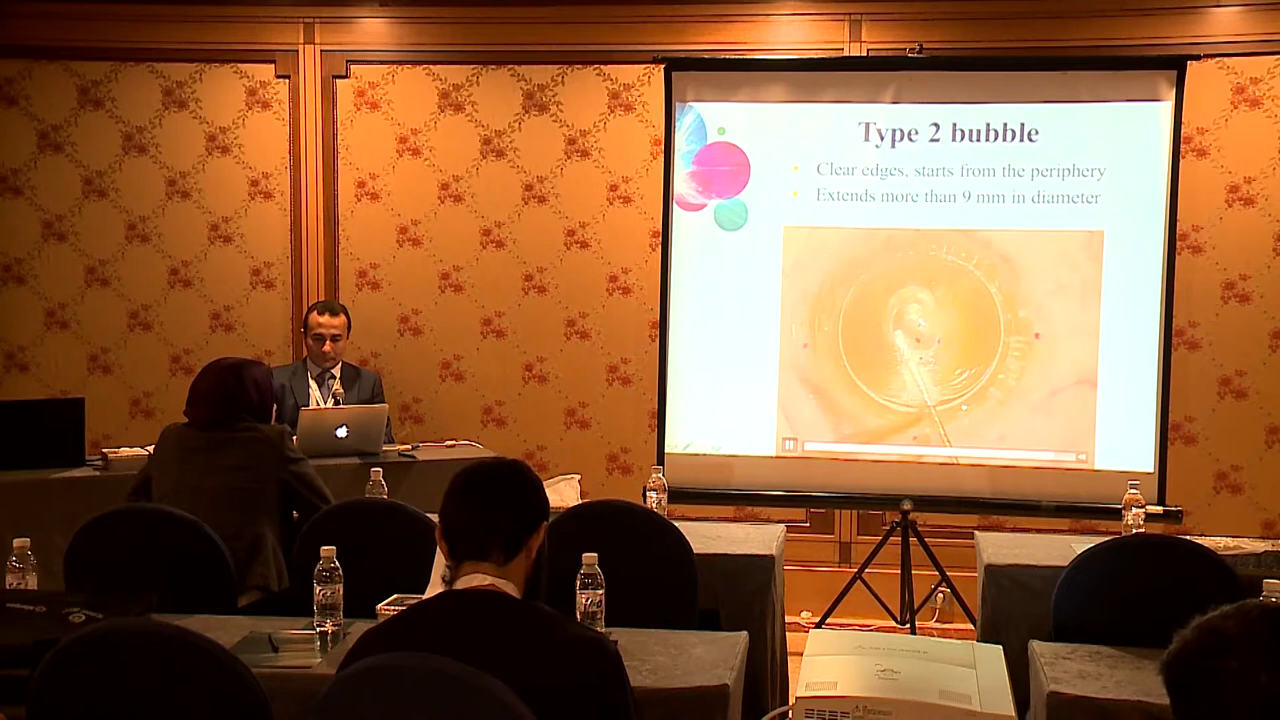 Type 2 bubble
Clear edges, starts from the periphery
Extends more than 9 mm in diameter